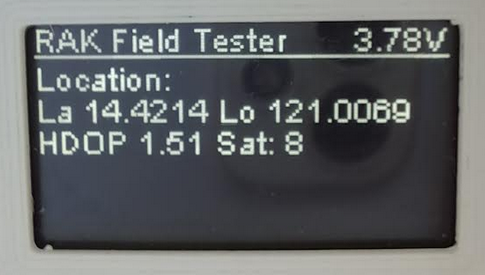 RAK Field Tester 3.78V
Location:
La 14.4214 Lo 121.0069
HDOP 1.51 Sat: 8